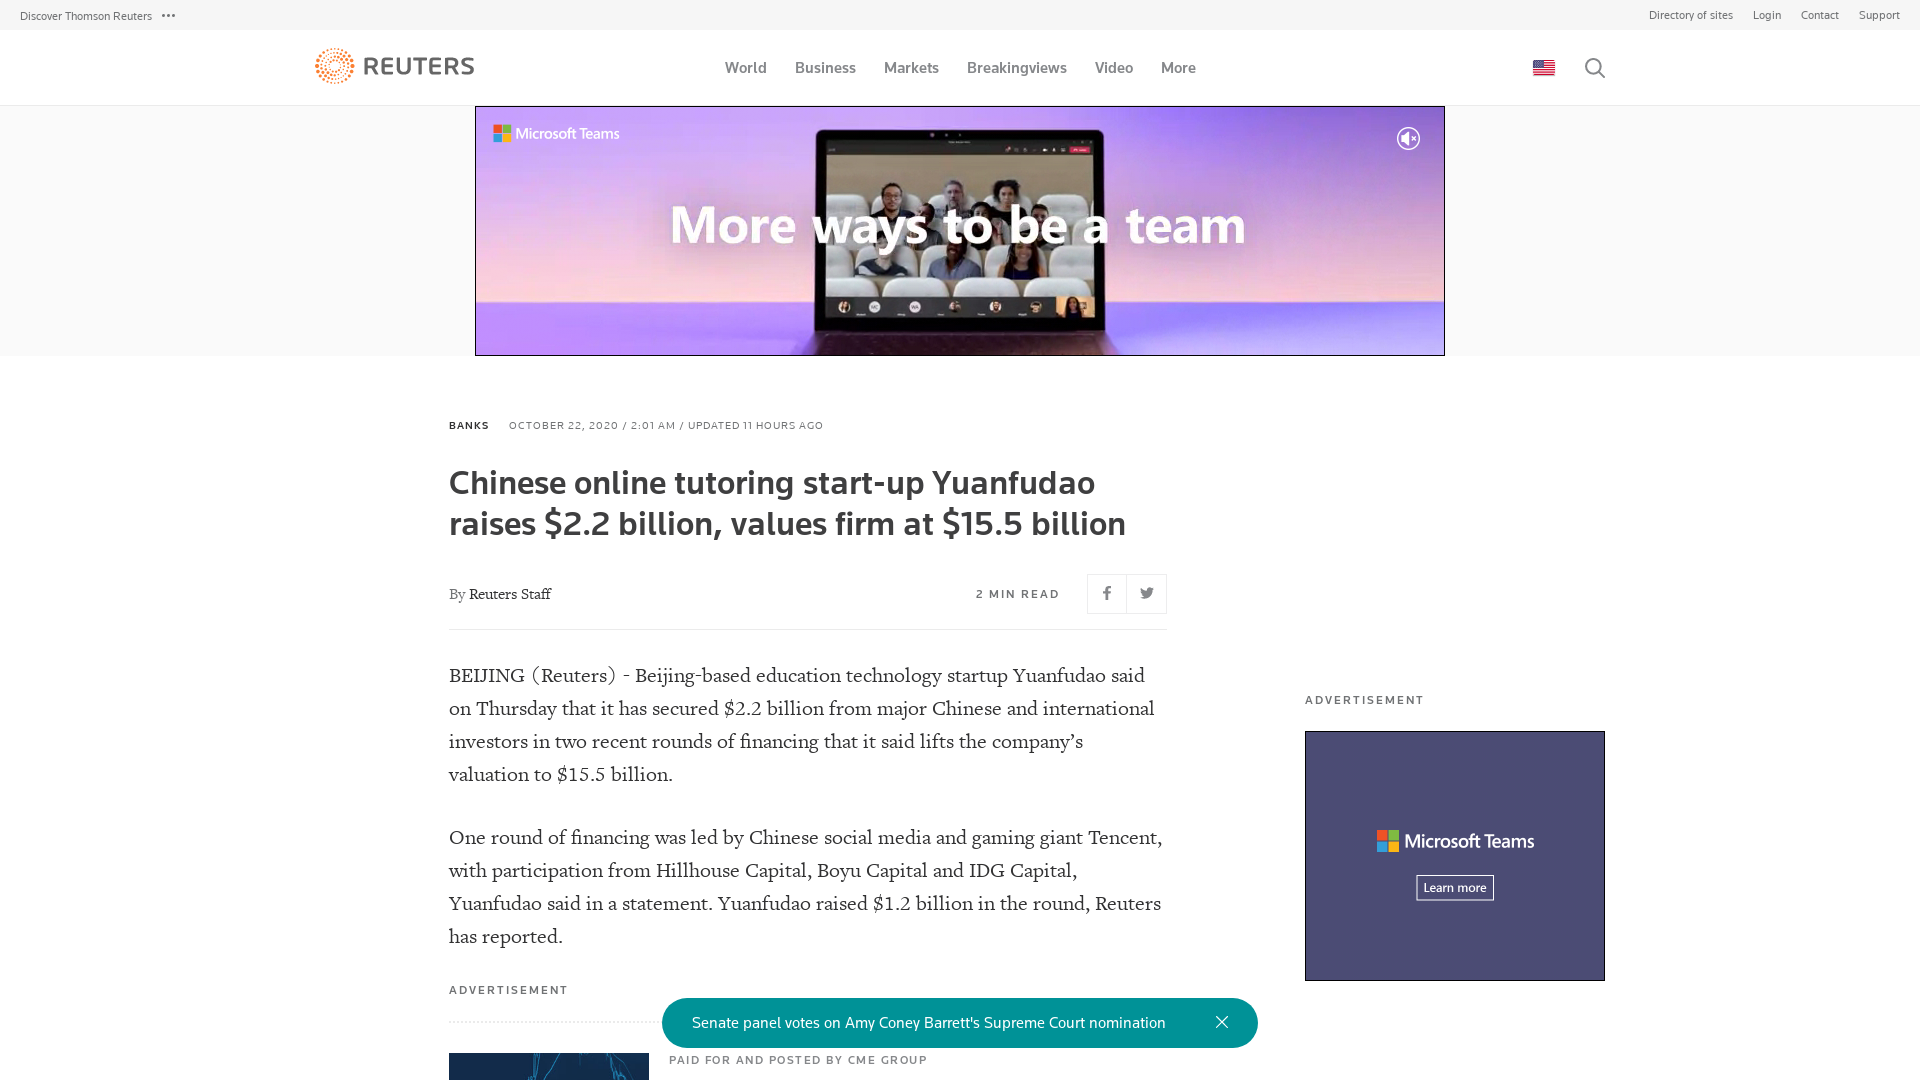 Discover Thomson Reuters
Directory of sites
Login
Contact
Support
REUTERS
World
Business
Markets
Breakingviews
Video
More
Microsoft Teams
More ways to be a team
BANKS
OCTOBER 22, 2020 / 2:01 AM / UPDATED 11 HOURS AGO
Chinese online tutoring start-up Yuanfudao
raises $2.2 billion, values firm at $15.5 billion
By Reuters Staff
2 MIN READ
BEIJING (Reuters) - Beijing-based education technology startup Yuanfudao said
on Thursday that it has secured $2.2 billion from major Chinese and international
investors in two recent rounds of financing that it said lifts the company’s
valuation to $15.5 billion.
One round of financing was led by Chinese social media and gaming giant Tencent,
with participation from Hillhouse Capital, Boyu Capital and IDG Capital,
Yuanfudao said in a statement. Yuanfudao raised $1.2 billion in the round, Reuters
has reported.
ADVERTISEMENT
Microsoft Teams
Learn more
ADVERTISEMENT
Senate panel votes on Amy Coney Barrett's Supreme Court nomination
PAID FOR AND POSTED BY CME GROUP